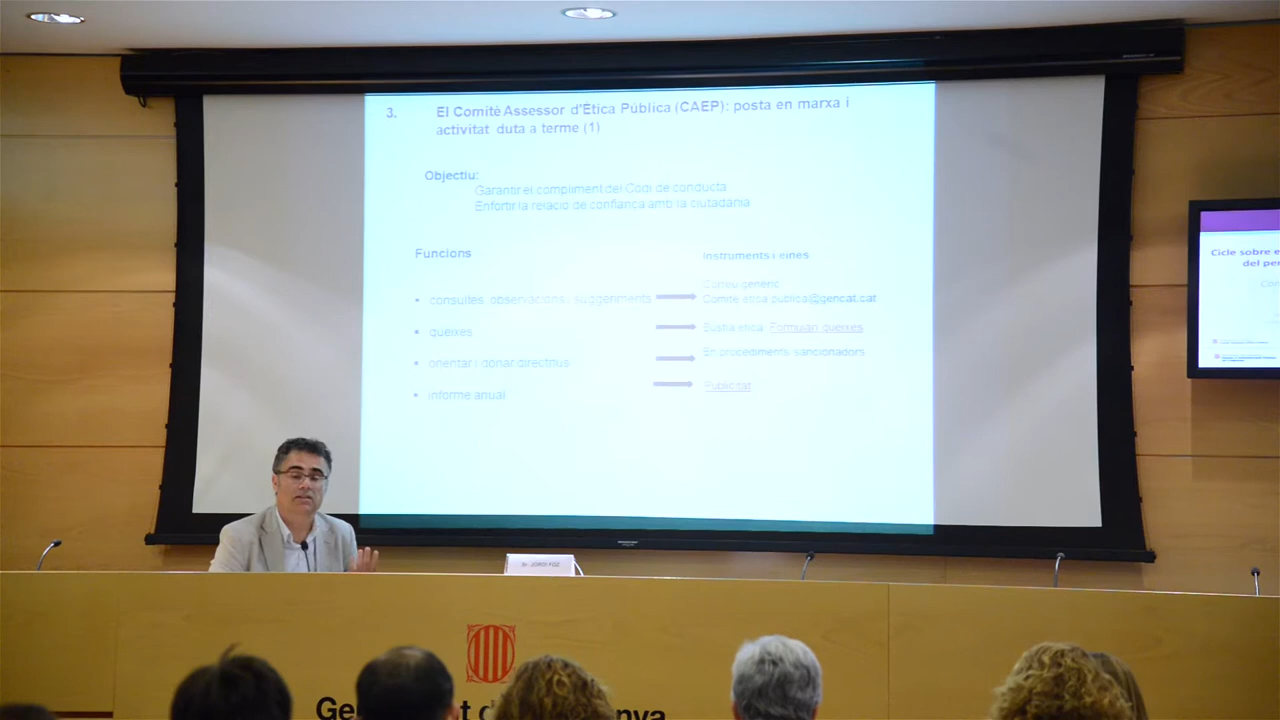 3. El Comitè Assessor d'Ètica Pública (CAEP): posta en marxa i
activitat duta a terme (1)
Objectiu:
Garantir el compliment del Codi de conducta
Enfortir la relació de confiança amb la ciutadania
Funcions
Instruments i eines
• consultes, observacions i suggeriments
Correu genèric
Comite.etica.publica@gencat.cat
• queixes
Bústia ètica: Formulari queixes
• orientar i donar directrius
En procediments sancionadors
• informe anual
Publicitat
Cicle sobre e
del per
Sr. JORDI FOZ